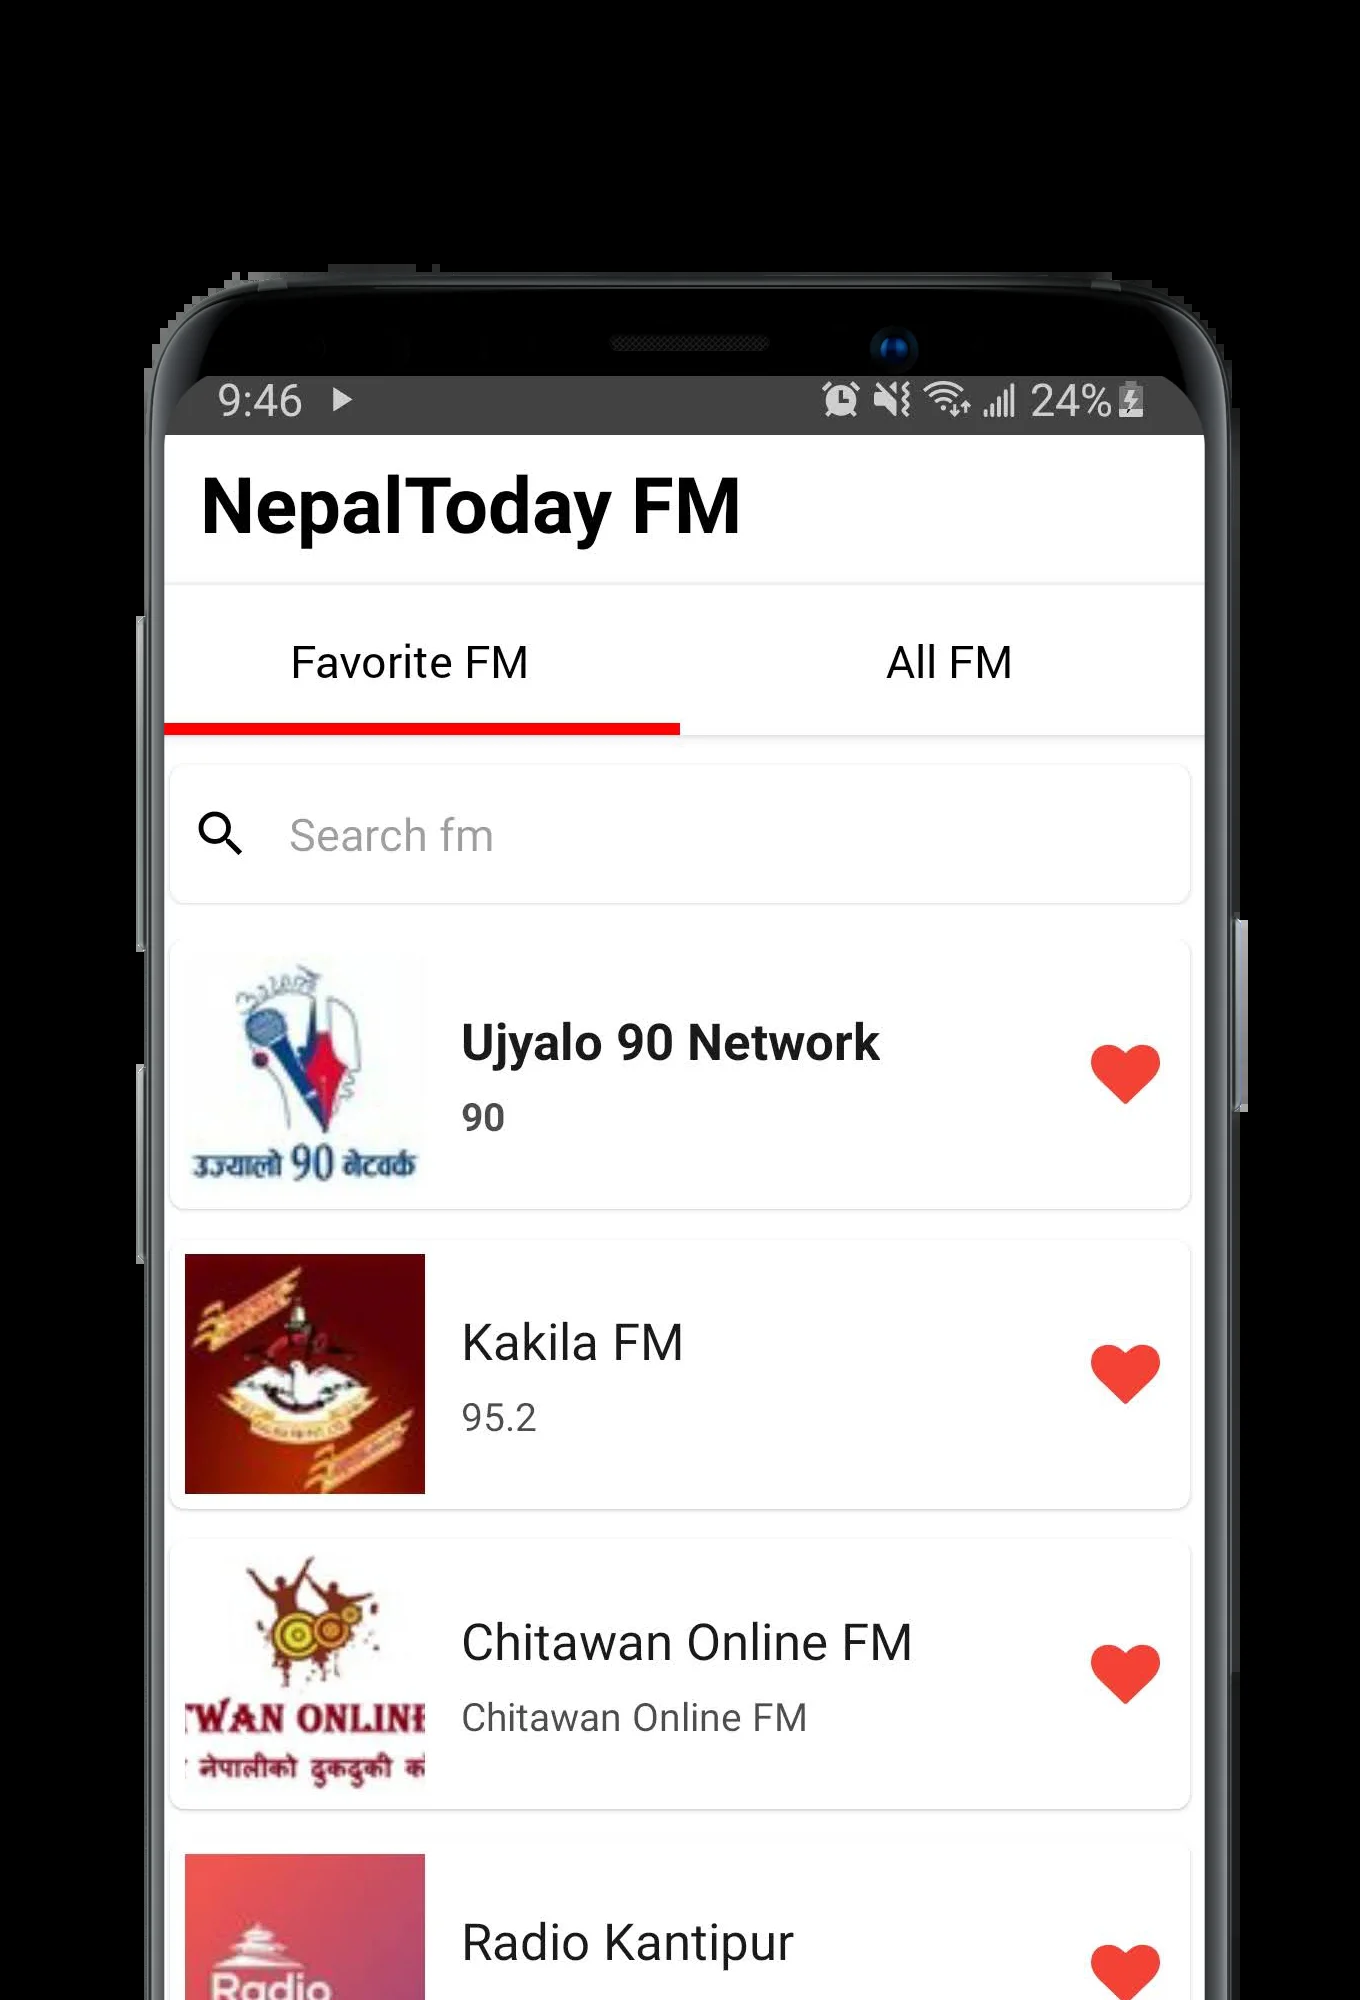 9:46
24%
NepalToday FM
Favorite FM
All FM
Search fm
उज्यालो 90 नेटवर्क
Ujyalo 90 Network
90
Kakila FM
95.2
TWAN ONLINE
नेपालीको ढुकढुकी
Chitawan Online FM
Chitawan Online FM
Radio
Radio Kantipur